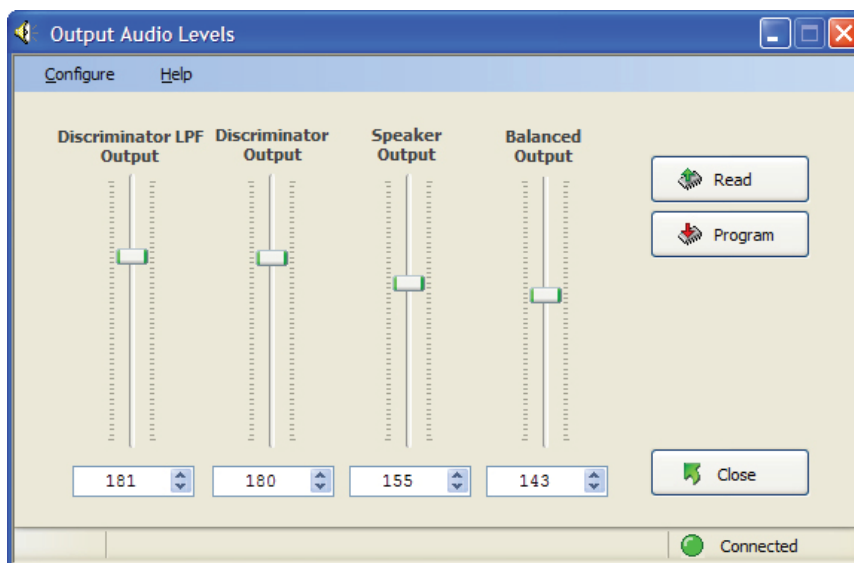 Output Audio Levels
Configure Help
Discriminator LPF Output
Discriminator Output
Speaker Output
Balanced Output
181 180 155 143
Read
Program
Close
Connected